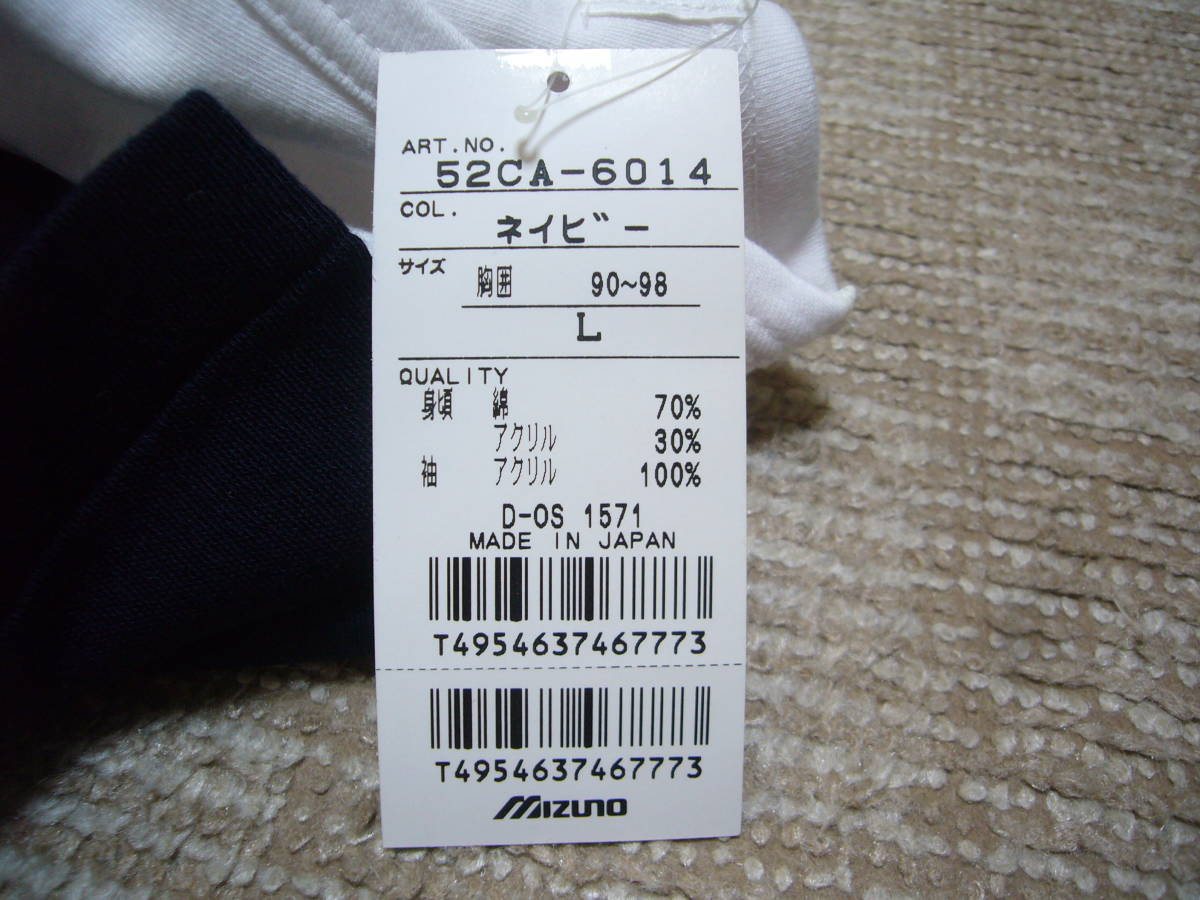 ART.NO.
52CA-6014
COL.
ネイビー
サイズ
胸囲 90~98
L
QUALITY
身頃 綿 70%
アクリル 30%
袖 アクリル 100%
D-OS 1571
MADE IN JAPAN
T4954637467773
T4954637467773
MIZUNO